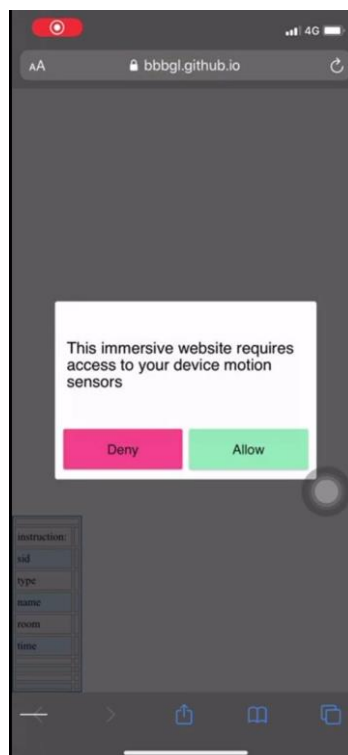 4G
AA
bbbgl.github.io
This immersive website requires
access to your device motion
sensors
Deny
Allow
instruction:
sid
type
name
room
time